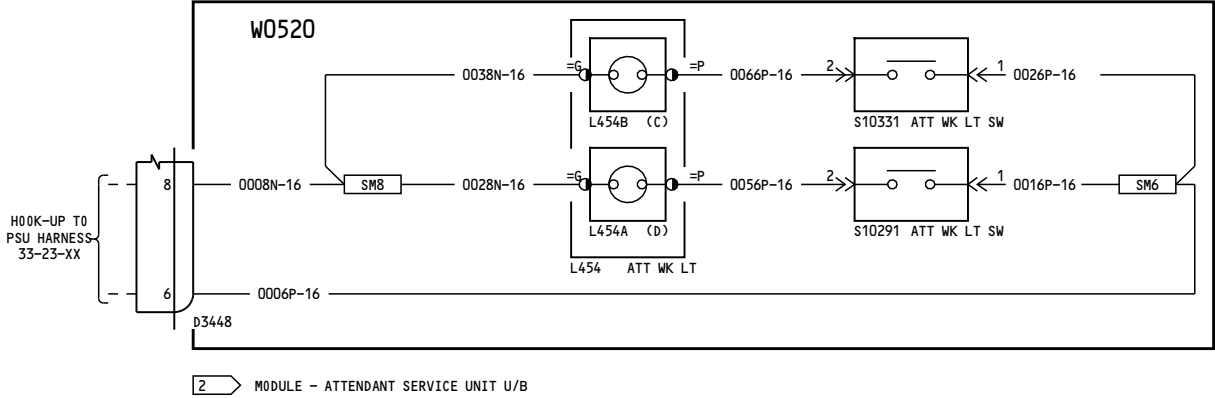 W0520
=G
=P
2
1
0038N-16
0066P-16
0026P-16
L454B (C)
S10331 ATT WK LT SW
8
0008N-16
SM8
0028N-16
=G
=P
0056P-16
2
1
0016P-16
SM6
HOOK-UP TO
PSU HARNESS
33-23-XX
L454A (D)
S10291 ATT WK LT SW
L454 ATT WK LT
6
0006P-16
D3448
2 MODULE - ATTENDANT SERVICE UNIT U/B